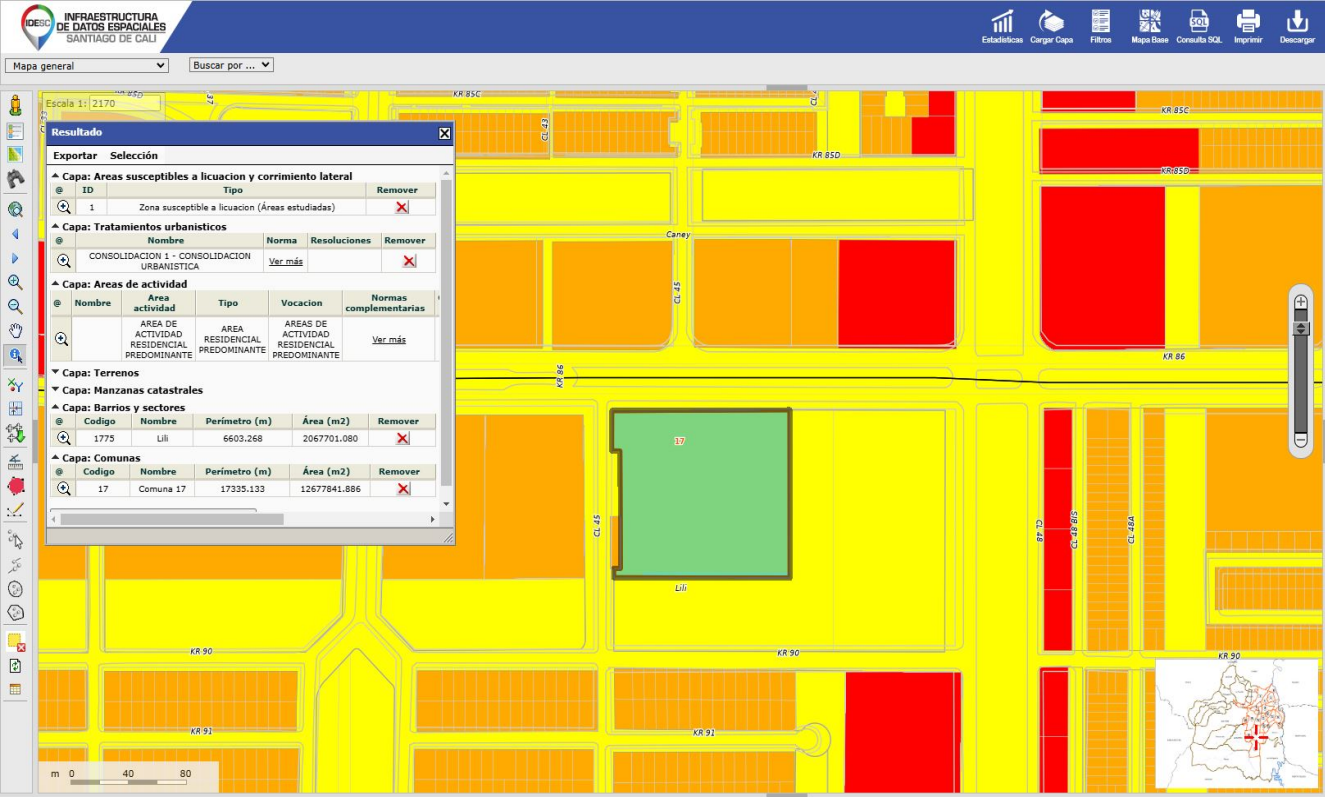 IDESC
INFRAESTRUCTURA
DE DATOS ESPACIALES
SANTIAGO DE CALI
Estadísticas Cargar Capa Filtros Mapa Base Consulta SQL Imprimir Descargar
SQL
Mapa general Buscar por ...
Escala 1: 2170
Resultado
Exportar Selección
Capa: Areas susceptibles a licuacion y corrimiento lateral
@ ID Tipo Remover
1 Zona susceptible a licuacion (Áreas estudiadas)
Capa: Tratamientos urbanisticos
@ Nombre Norma Resoluciones Remover
CONSOLIDACION 1 - CONSOLIDACION
URBANISTICA
Ver más
Capa: Areas de actividad
@ Nombre Area
actividad Tipo Vocacion Normas
complementarias
AREA DE
ACTIVIDAD
RESIDENCIAL
PREDOMINANTE
AREA
RESIDENCIAL
PREDOMINANTE
AREAS DE
ACTIVIDAD
RESIDENCIAL
PREDOMINANTE
Ver más
Capa: Terrenos
Capa: Manzanas catastrales
Capa: Barrios y sectores
@ Codigo Nombre Perímetro (m) Área (m2) Remover
1775 Lili 6603.268 2067701.080
Capa: Comunas
@ Codigo Nombre Perímetro (m) Área (m2) Remover
17 Comuna 17 17335.133 12677841.886
KR 85D
KR 85C
KR 85C
CL 43
KR 85D
KR 85D
Caney
CL 45
KR 86
KR 86
17
CL 45
CL 48
CL 48 BIS
CL 48A
Lili
KR 90
KR 90
KR 90
KR 91
KR 91
m 0 40 80